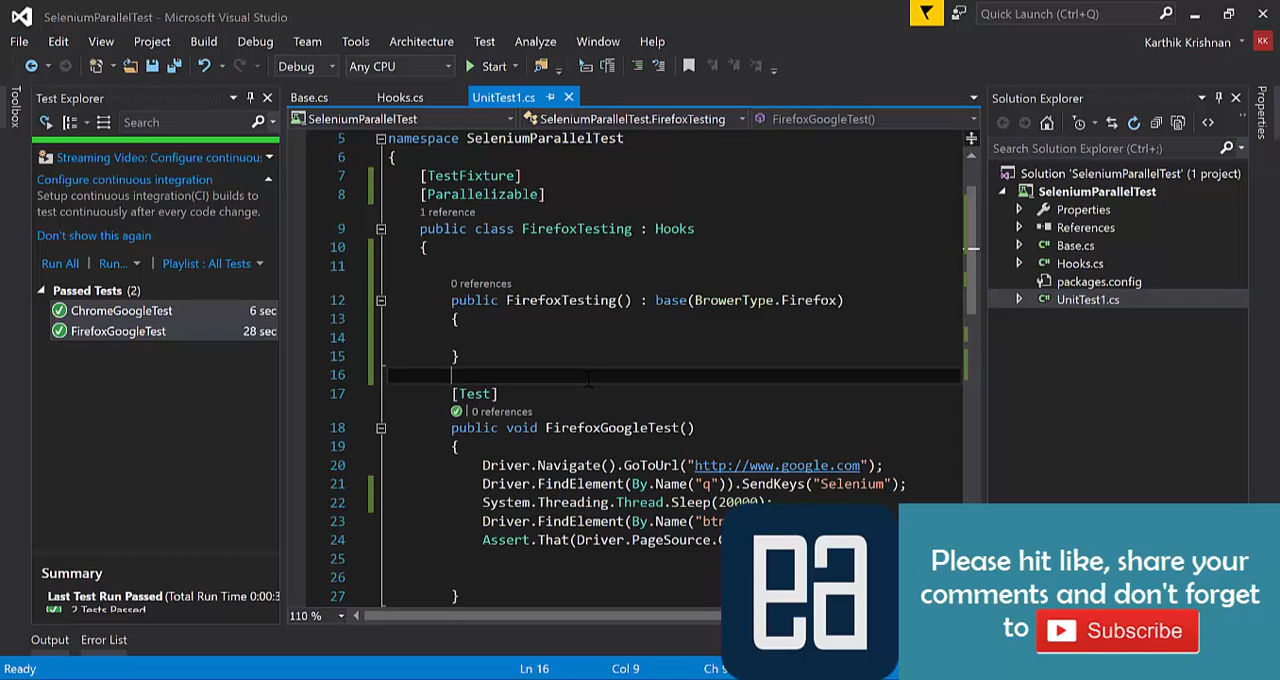 SeleniumParallelTest - Microsoft Visual Studio
Quick Launch (Ctrl+Q)
File Edit View Project Build Debug Team Tools Architecture Test Analyze Window Help
Karthik Krishnan
KK
Debug
Any CPU
Start
Toolbox
Test Explorer
Search
Streaming Video: Configure continuou
Configure continuous integration
Setup continuous integration(CI) builds to
test continuously after every code change.
Don't show this again
Run All
Run...
Playlist : All Tests
Passed Tests (2)
ChromeGoogleTest 6 sec
FirefoxGoogleTest 28 sec
Summary
Last Test Run Passed (Total Run Time 0:00:3
2 Tests Passed
Output
Error List
Base.cs
Hooks.cs
UnitTest1.cs
SeleniumParallelTest
SeleniumParallelTest.FirefoxTesting
FirefoxGoogleTest()
5 namespace SeleniumParallelTest
6 {
7 [TestFixture]
8 [Parallelizable]
1 reference
9 public class FirefoxTesting : Hooks
10 {
11
0 references
12 public FirefoxTesting() : base(BrowerType.Firefox)
13 {
14
15 }
16
17 [Test]
0 references
18 public void FirefoxGoogleTest()
19 {
20 Driver.Navigate().GoToUrl("http://www.google.com");
21 Driver.FindElement(By.Name("q")).SendKeys("Selenium");
22 System.Threading.Thread.Sleep(20000);
23 Driver.FindElement(By.Name("bt
24 Assert.That(Driver.PageSource.
25
26
27 }
110 %
Solution Explorer
Search Solution Explorer (Ctrl+;)
Solution 'SeleniumParallelTest' (1 project)
SeleniumParallelTest
Properties
References
Base.cs
Hooks.cs
packages.config
UnitTest1.cs
Properties
ea
Please hit like, share your
comments and don't forget
to Subscribe
Ready
Ln 16
Col 9
Ch 9